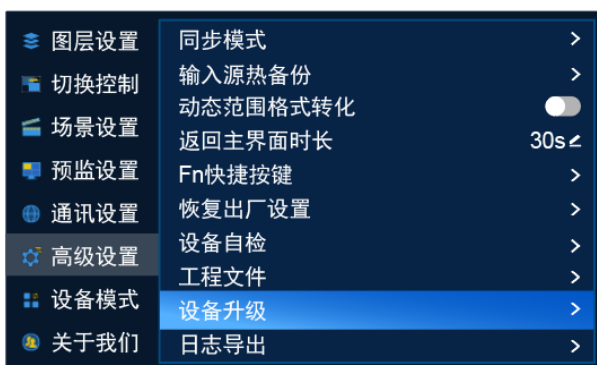 图层设置
切换控制
场景设置
预监设置
通讯设置
高级设置
设备模式
关于我们
同步模式
输入源热备份
动态范围格式转化
返回主界面时长 30s
Fn快捷按键
恢复出厂设置
设备自检
工程文件
设备升级
日志导出